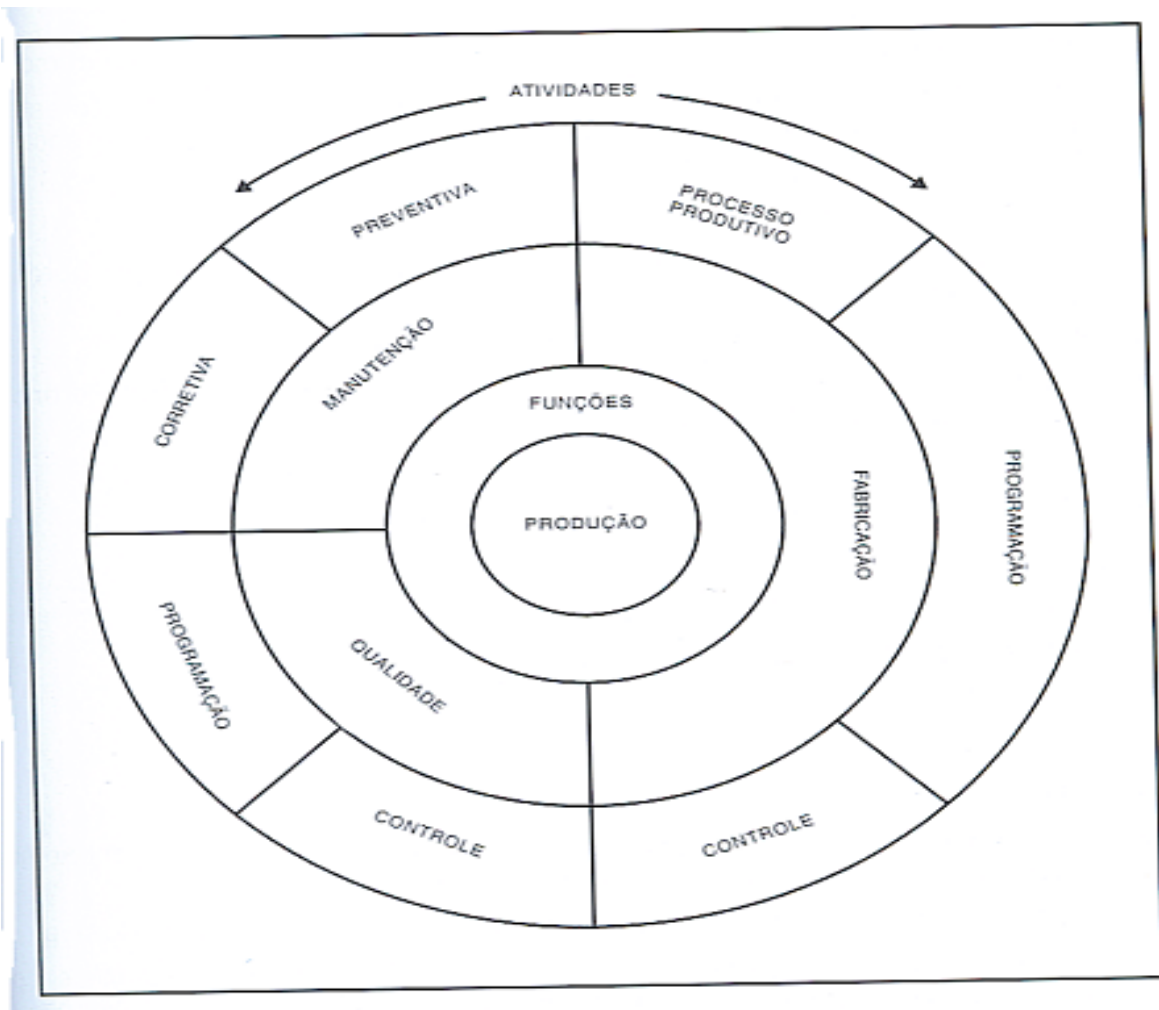 ATIVIDADES
PREVENTIVA
PROCESSO
PRODUTIVO
CORRETIVA
MANUTENÇÃO
FUNÇÕES
PRODUÇÃO
FABRICAÇÃO
PROGRAMAÇÃO
PROGRAMAÇÃO
QUALIDADE
CONTROLE
CONTROLE